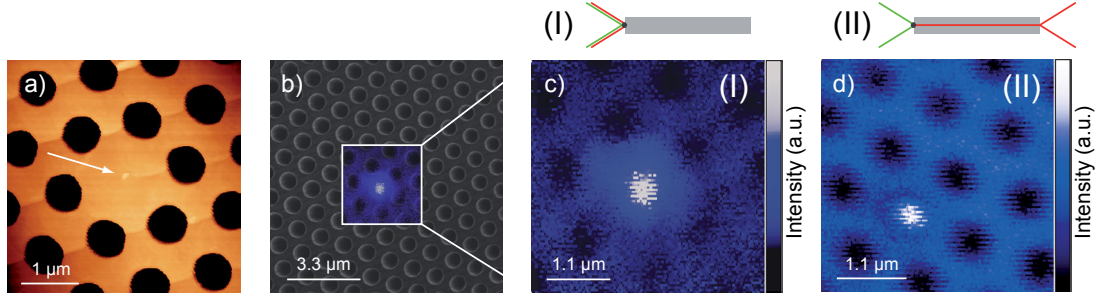 (I)
(II)
a)
1 µm
b)
3.3 µm
c)
(I)
1.1 µm
Intensity (a.u.)
d)
(II)
1.1 µm
Intensity (a.u.)